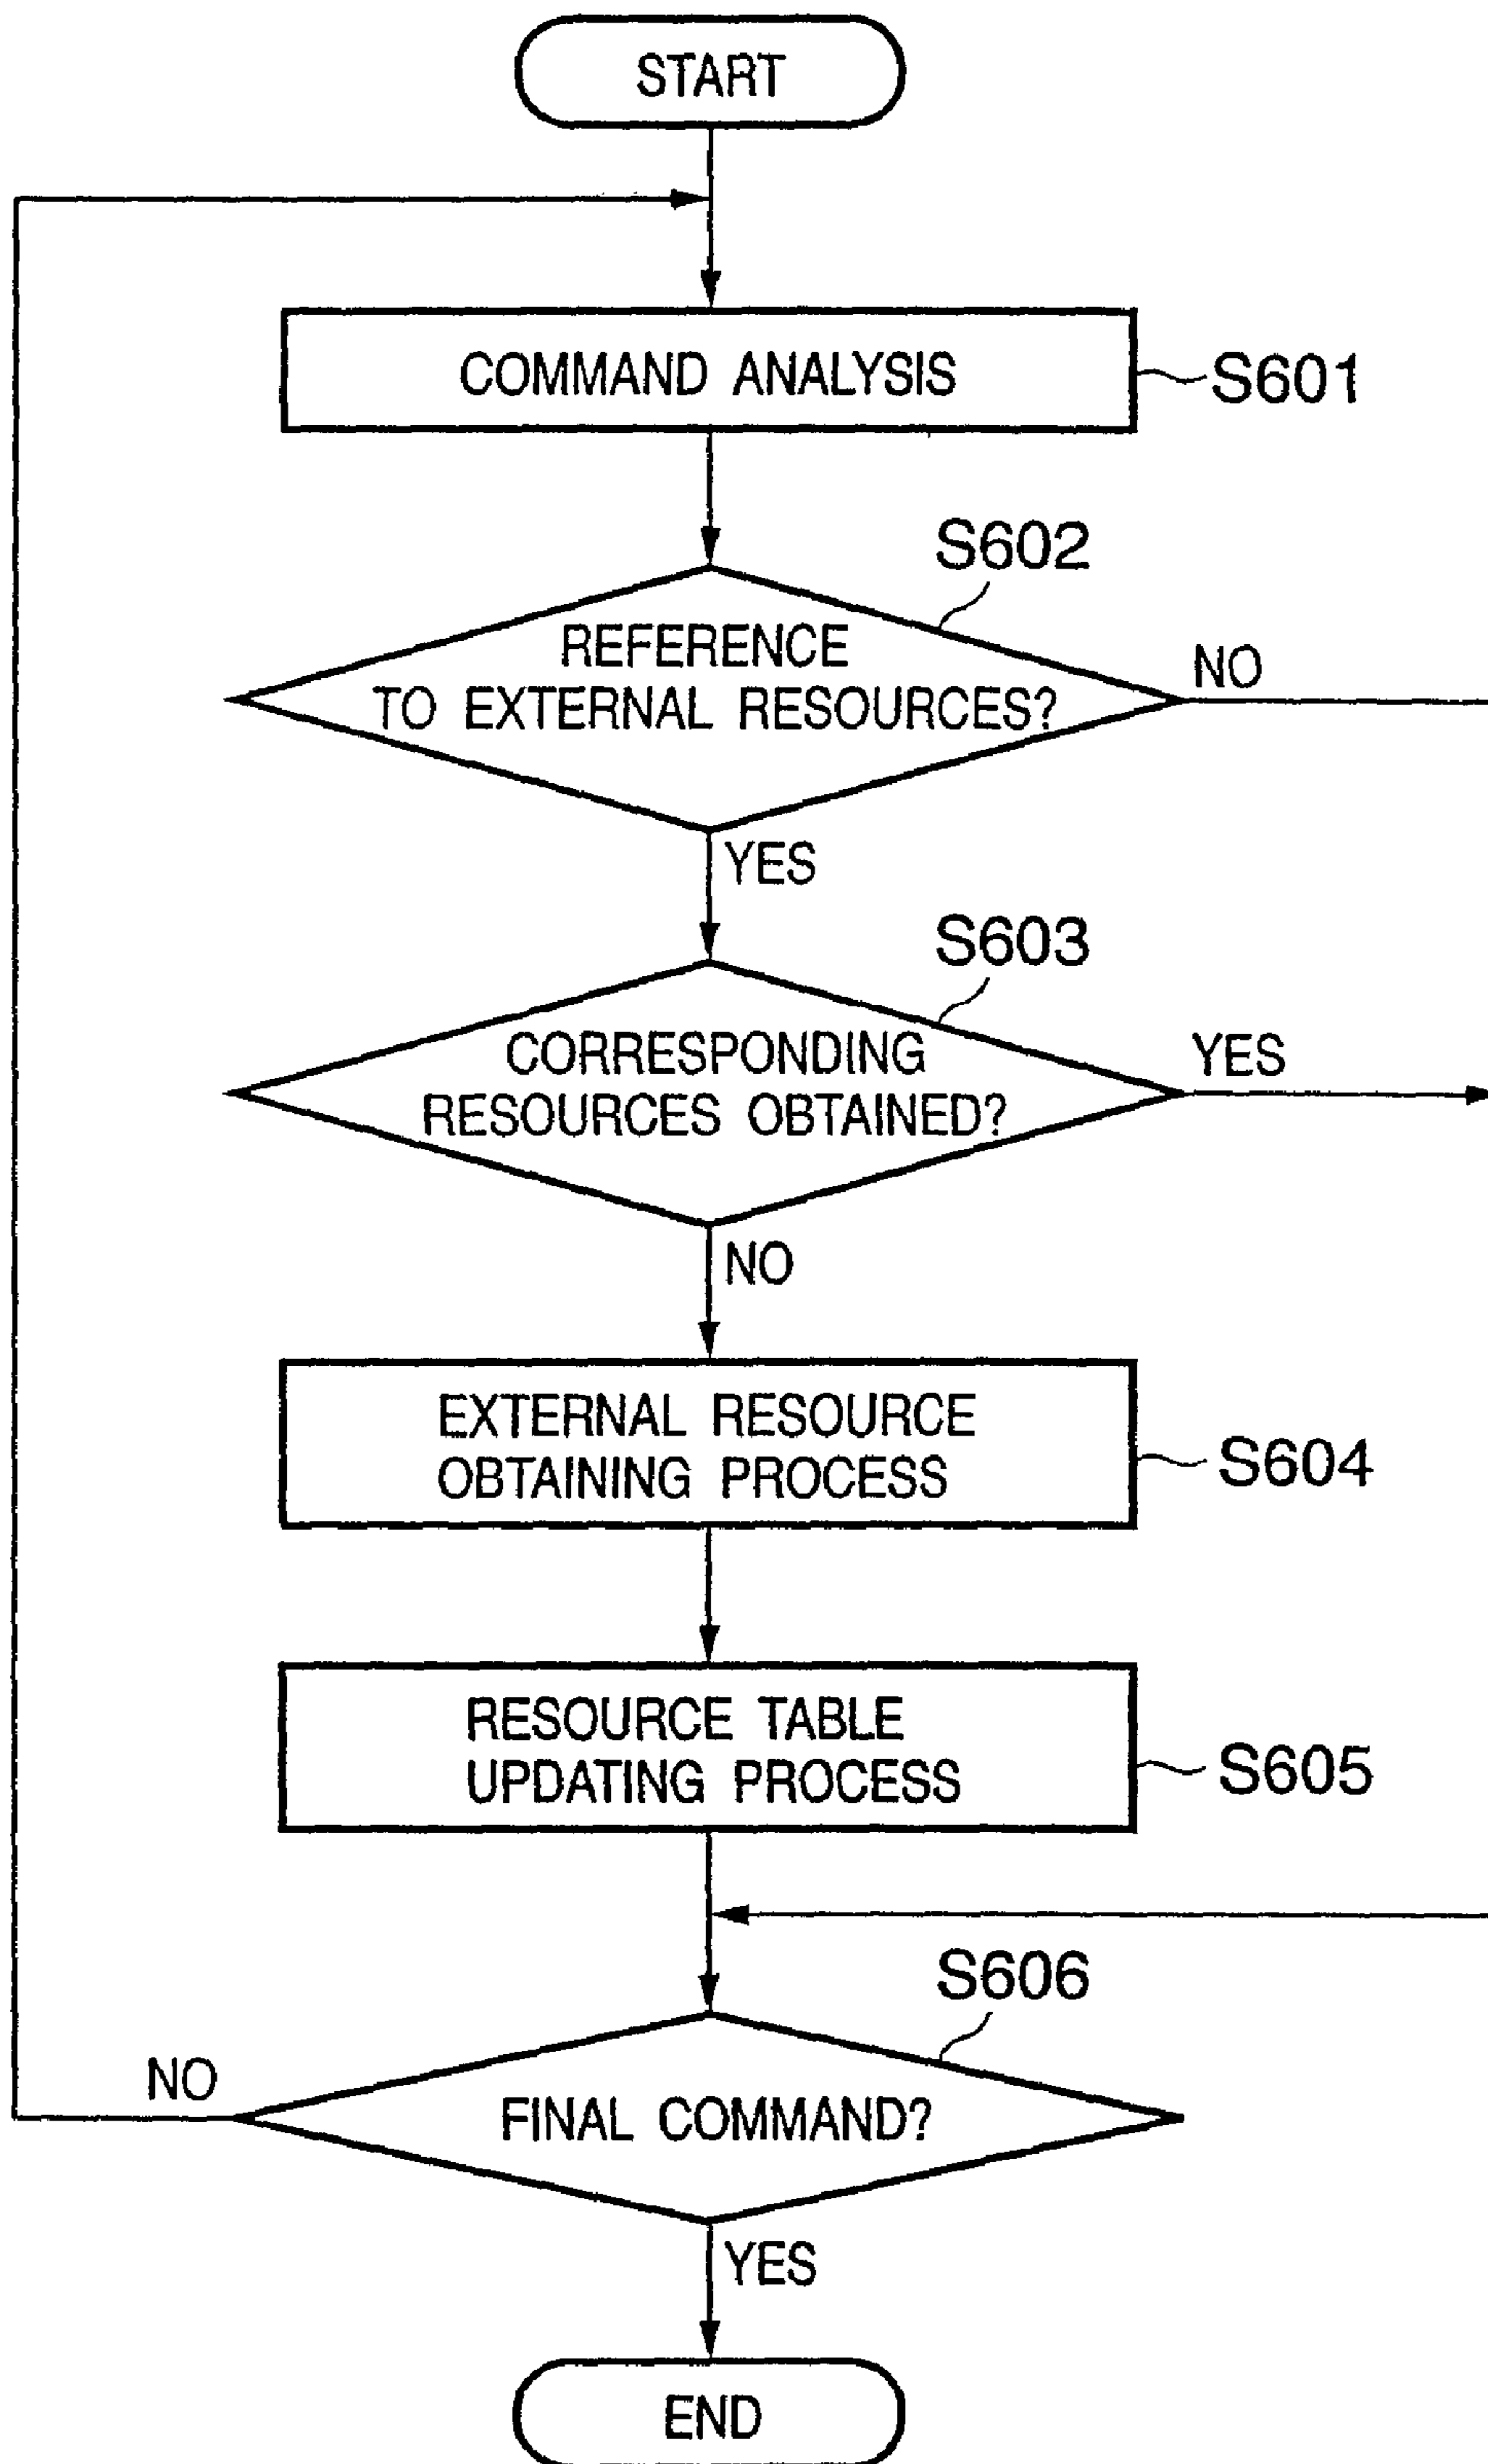 START
COMMAND ANALYSIS
S601
S602
REFERENCE
TO EXTERNAL RESOURCES?
NO
YES
S603
CORRESPONDING
RESOURCES OBTAINED?
YES
NO
EXTERNAL RESOURCE
OBTAINING PROCESS
S604
RESOURCE TABLE
UPDATING PROCESS
S605
S606
NO
FINAL COMMAND?
YES
END